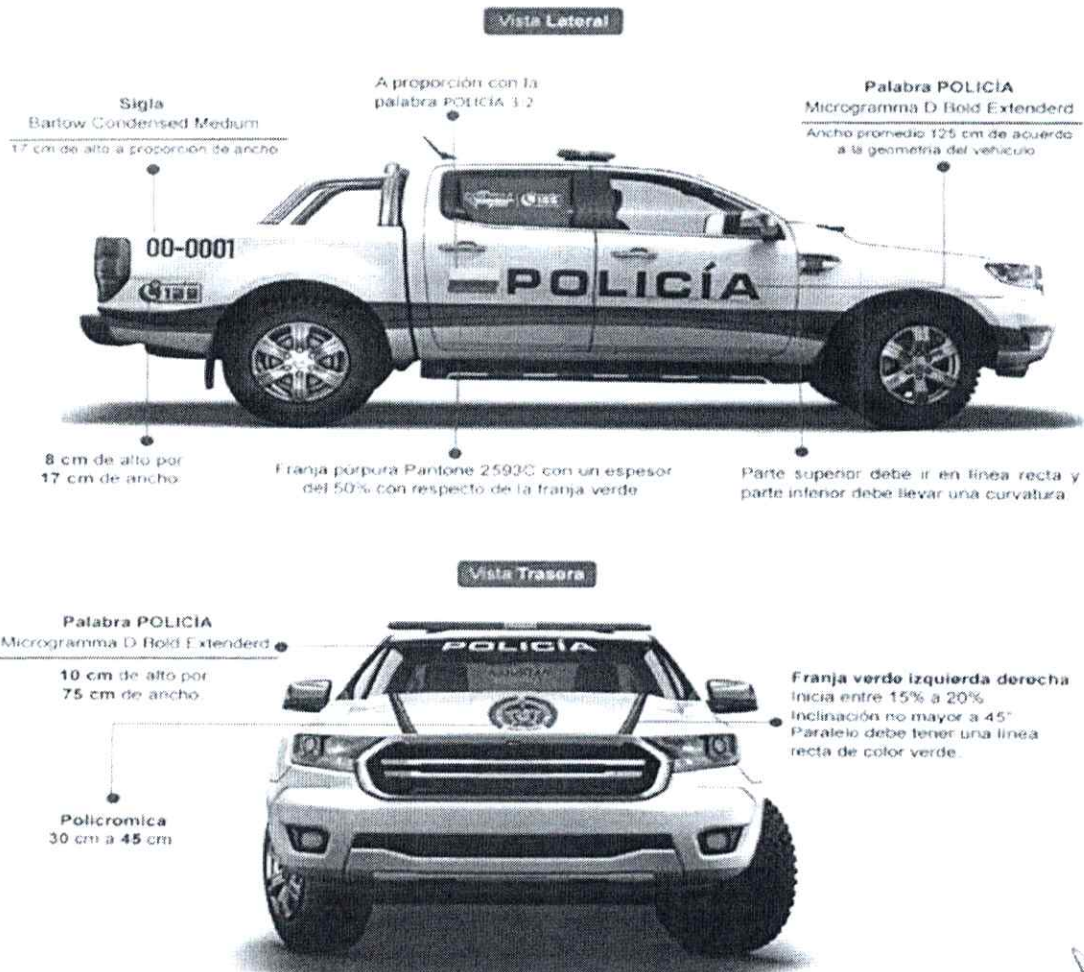 Vista Lateral
Sigla
Barlow Condensed Medium
17 cm de alto a proporción de ancho
A proporción con la
palabra POLICÍA 3:2
Palabra POLICÍA
Microgramma D Bold Extenderd
Ancho promedio 125 cm de acuerdo
a la geometria del vehículo
00-0001
123
POLICÍA
8 cm de alto por
17 cm de ancho
Franja púrpura Pantone 2593C con un espesor
del 50% con respecto de la franja verde
Parte superior debe ir en línea recta y
parte inferior debe llevar una curvatura
Vista Trasera
Palabra POLICÍA
Microgramma D Bold Extenderd
10 cm de alto por
75 cm de ancho
POLICÍA
Policromica
30 cm a 45 cm
Franja verde izquierda derecha
Inicia entre 15% a 20%
Inclinación no mayor a 45°
Paralelo debe tener una línea
recta de color verde.